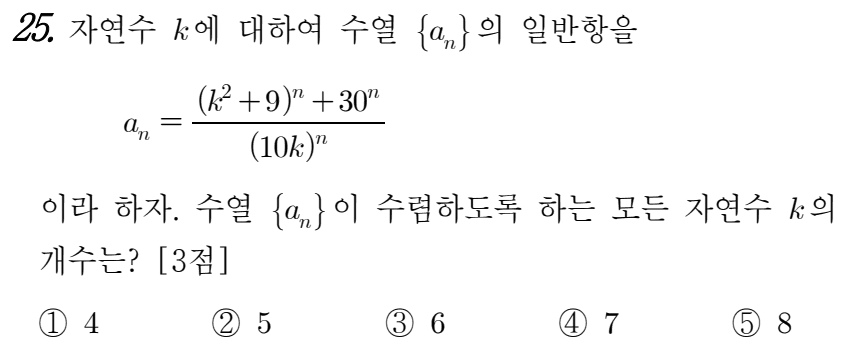 25. 자연수 k에 대하여 수열 {aₙ}의 일반항을
aₙ = ((k²+9)ⁿ+30ⁿ)/(10k)ⁿ
이라 하자. 수열 {aₙ}이 수렴하도록 하는 모든 자연수 k의
개수는? [3점]
① 4 ② 5 ③ 6 ④ 7 ⑤ 8